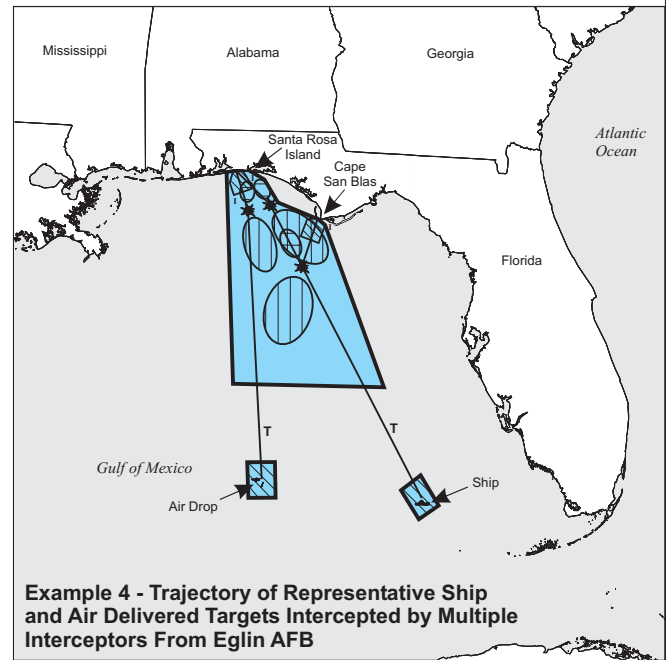 Mississippi
Alabama
Georgia
Atlantic
Ocean
Santa Rosa
Island
Cape
San Blas
I
I
Florida
T
T
Gulf of Mexico
Air Drop
Ship
Example 4 - Trajectory of Representative Ship
and Air Delivered Targets Intercepted by Multiple
Interceptors From Eglin AFB